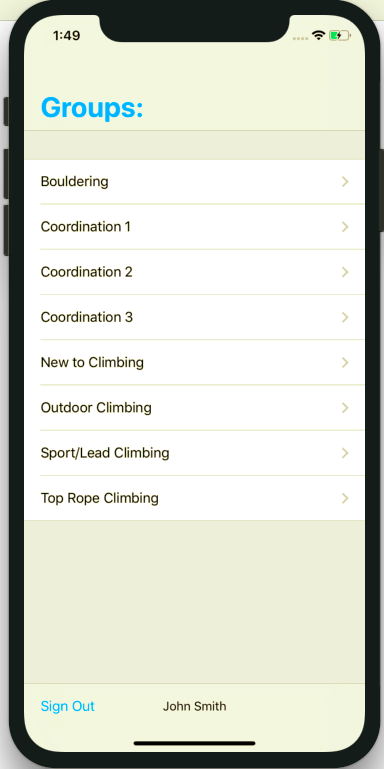 1:49
Groups:
Bouldering
Coordination 1
Coordination 2
Coordination 3
New to Climbing
Outdoor Climbing
Sport/Lead Climbing
Top Rope Climbing
Sign Out John Smith